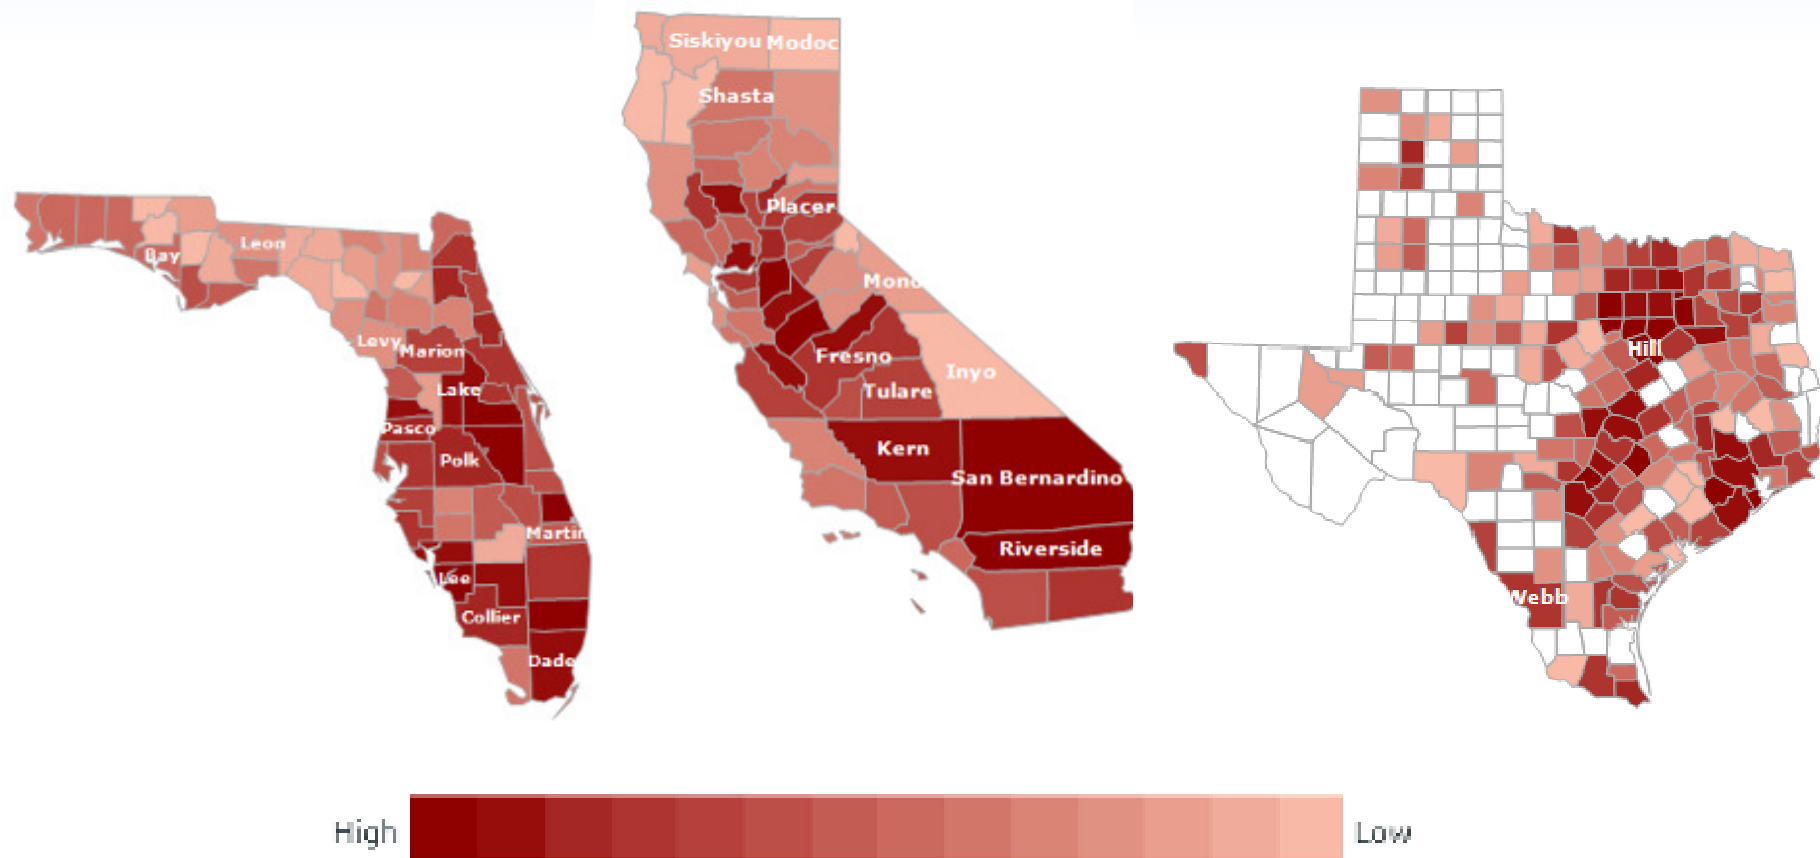 Siskiyou
Modoc
Shasta
Placer
Mono
Fresno
Inyo
Tulare
Kern
San Bernardino
Riverside
Leon
Bay
Levy
Marion
Lake
Pasco
Polk
Martin
Lee
Collier
Dade
Hill
Webb
High
Low